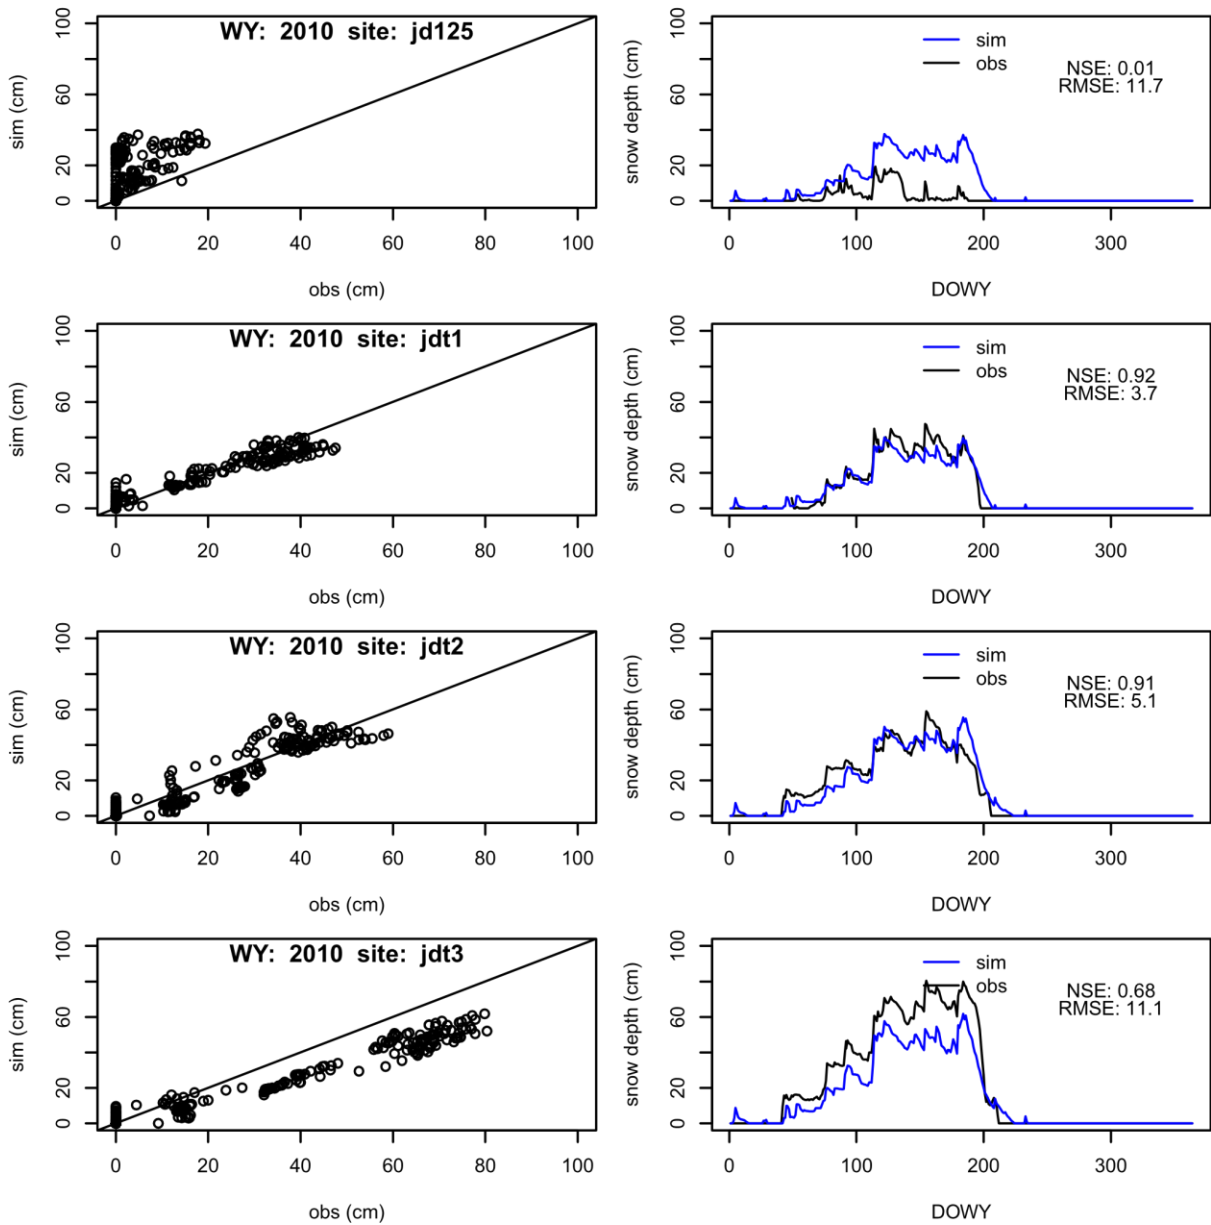 WY: 2010 site: jd125
sim (cm)
0 20 60 100
0 20 40 60 80 100
obs (cm)
sim
obs
NSE: 0.01
RMSE: 11.7
snow depth (cm)
0 20 60 100
0 100 200 300
DOWY
WY: 2010 site: jdt1
sim (cm)
0 20 60 100
0 20 40 60 80 100
obs (cm)
sim
obs
NSE: 0.92
RMSE: 3.7
snow depth (cm)
0 20 60 100
0 100 200 300
DOWY
WY: 2010 site: jdt2
sim (cm)
0 20 60 100
0 20 40 60 80 100
obs (cm)
sim
obs
NSE: 0.91
RMSE: 5.1
snow depth (cm)
0 20 60 100
0 100 200 300
DOWY
WY: 2010 site: jdt3
sim (cm)
0 20 60 100
0 20 40 60 80 100
obs (cm)
sim
obs
NSE: 0.68
RMSE: 11.1
snow depth (cm)
0 20 60 100
0 100 200 300
DOWY